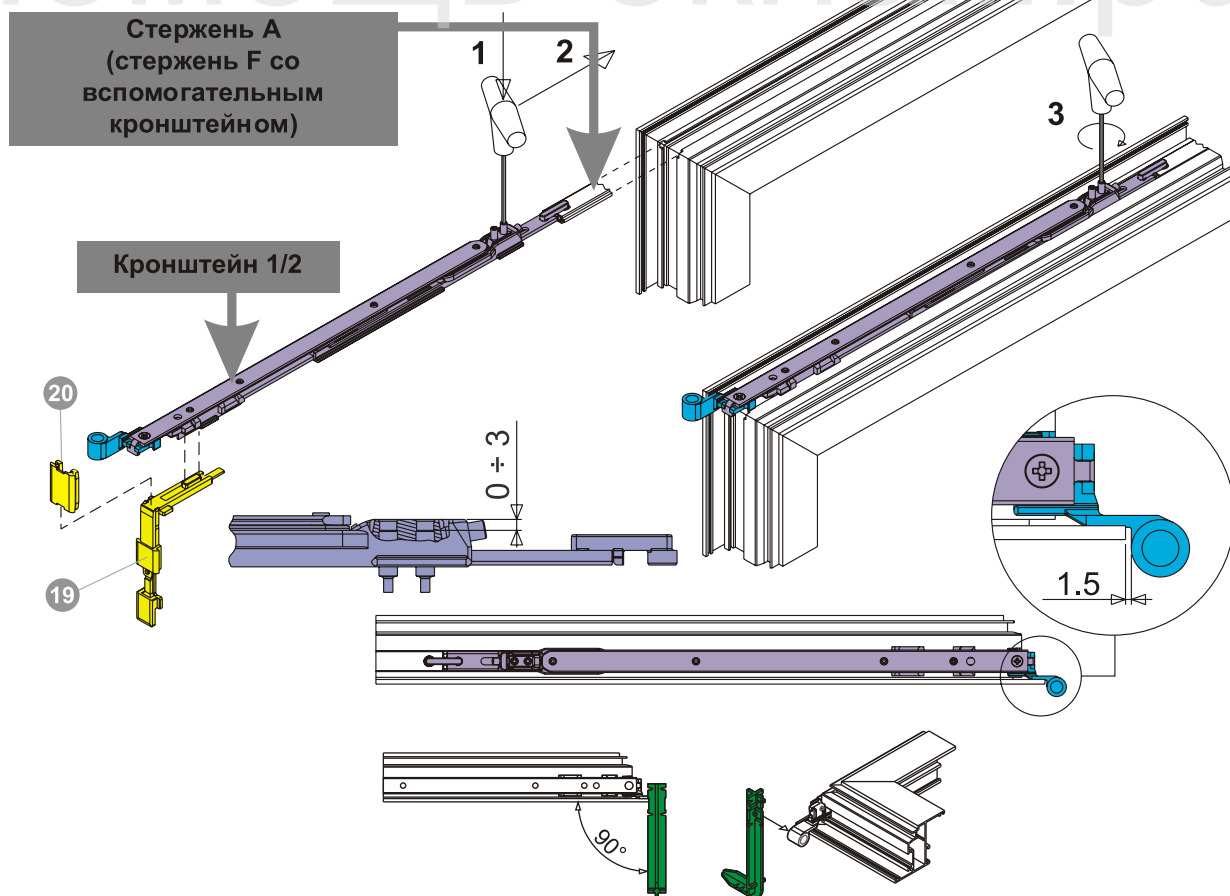 Стержень А
(стержень F со
вспомогательным
кронштейном)
1
2
3
Кронштейн 1/2
20
19
0 ÷ 3
1.5
90°